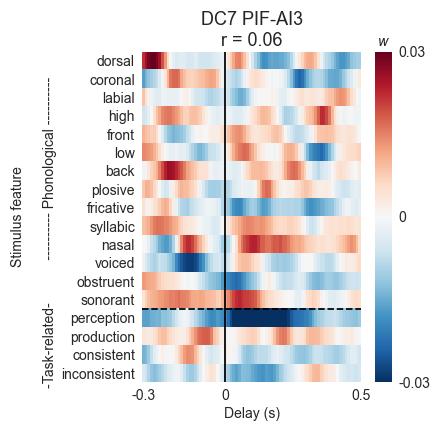 DC7 PIF-AI3
r = 0.06
w
Stimulus feature
---------- Phonological ----------
-Task-related-
dorsal
coronal
labial
high
front
low
back
plosive
fricative
syllabic
nasal
voiced
obstruent
sonorant
perception
production
consistent
inconsistent
-0.3
0
0.5
Delay (s)
0.03
0
-0.03